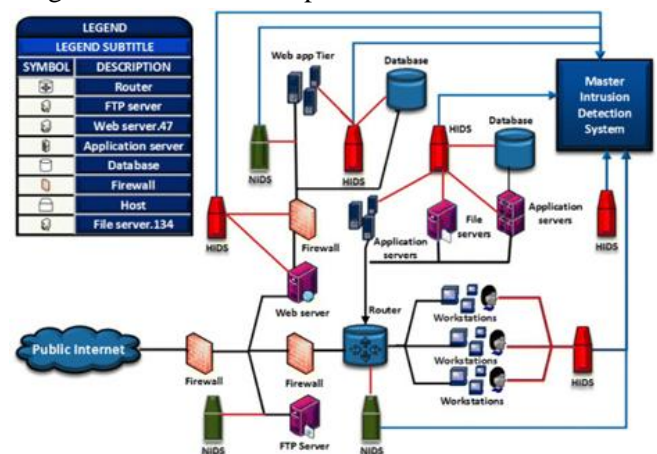 LEGEND
LEGEND SUBTITLE
SYMBOL DESCRIPTION
Router
FTP server
Web server.47
Application server
Database
Firewall
Host
File server.134
Web app Tier
Database
Master
Intrusion
Detection
System
HIDS
Database
NIDS
HIDS
Application
servers
File
servers
Application
servers
HIDS
Firewall
HIDS
Web server
Router
Workstations
Public Internet
Workstations
Firewall
Firewall
HIDS
Workstations
NIDS
FTP Server
NIDS